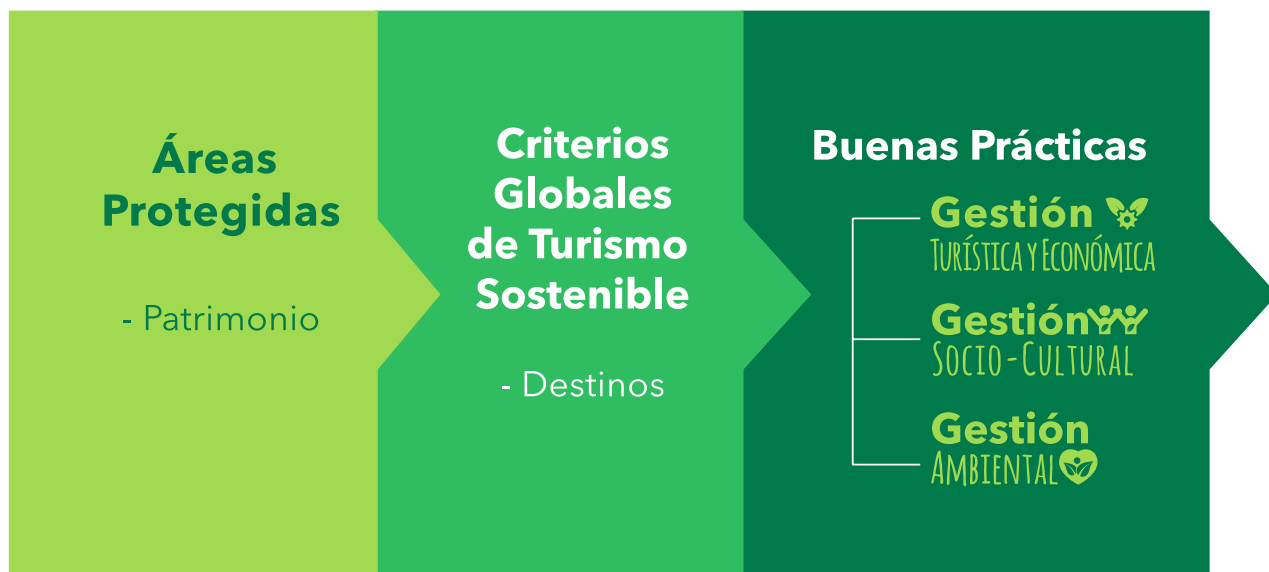 Áreas
Protegidas
- Patrimonio
Criterios
Globales
de Turismo
Sostenible
- Destinos
Buenas Prácticas
Gestión
TURÍSTICA Y ECONÓMICA
Gestión
SOCIO-CULTURAL
Gestión
AMBIENTAL